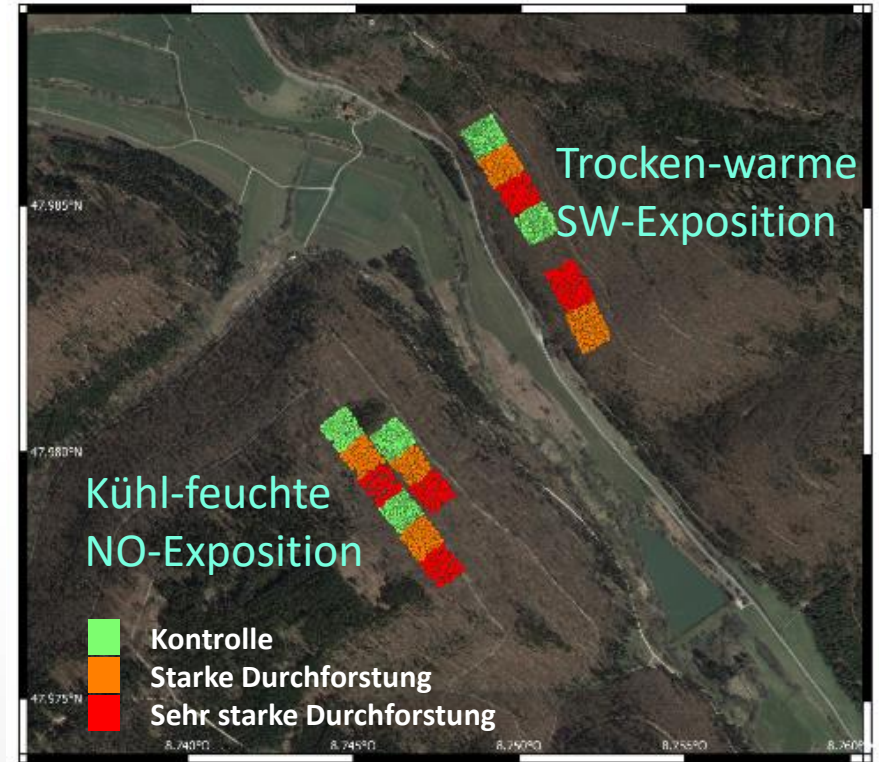 Trocken-warme
SW-Exposition
47.985°N
47.980°N
Kühl-feuchte
NO-Exposition
Kontrolle
Starke Durchforstung
Sehr starke Durchforstung
47.975°N
8.740°O 8.745°O 8.750°O 8.755°O 8.760°O